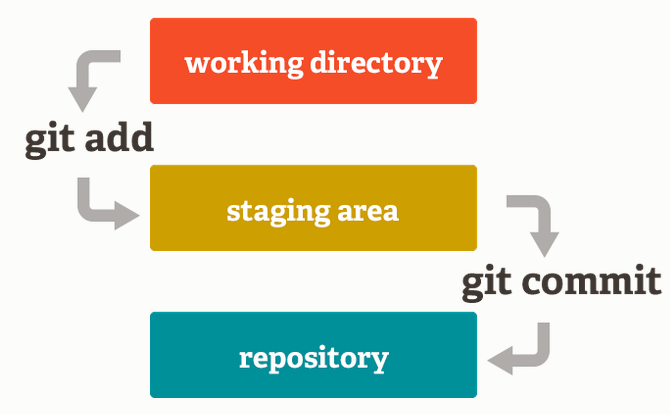 working directory
git add
staging area
git commit
repository